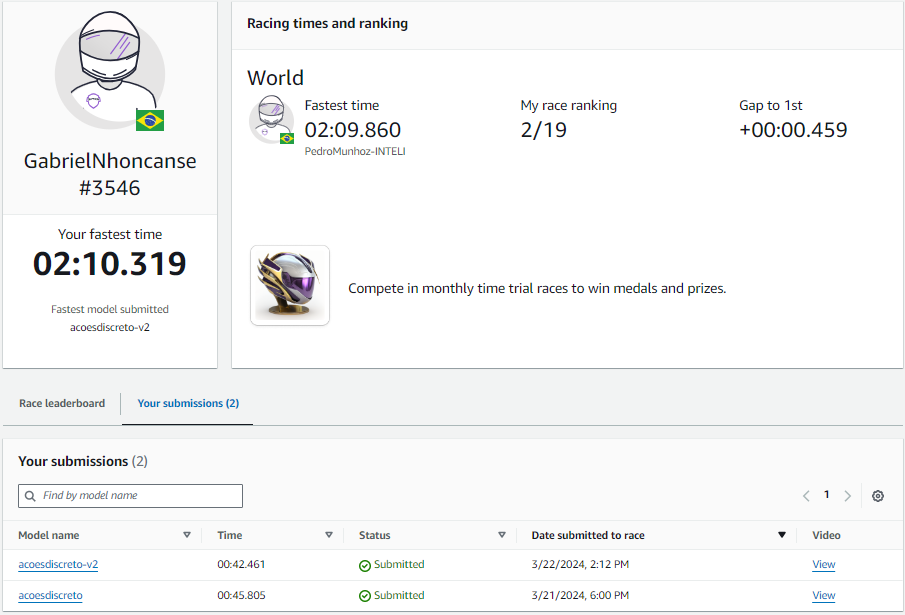 GabrielNhoncanse
#3546
Your fastest time
02:10.319
Fastest model submitted
acoesdiscreto-v2
Racing times and ranking
World
Fastest time
02:09.860
PedroMunhoz-INTELI
My race ranking
2/19
Gap to 1st
+00:00.459
Compete in monthly time trial races to win medals and prizes.
Race leaderboard
Your submissions (2)
Your submissions (2)
Find by model name
1
Model name Time Status Date submitted to race Video
acoesdiscreto-v2 00:42.461 Submitted 3/22/2024, 2:12 PM View
acoesdiscreto 00:45.805 Submitted 3/21/2024, 6:00 PM View